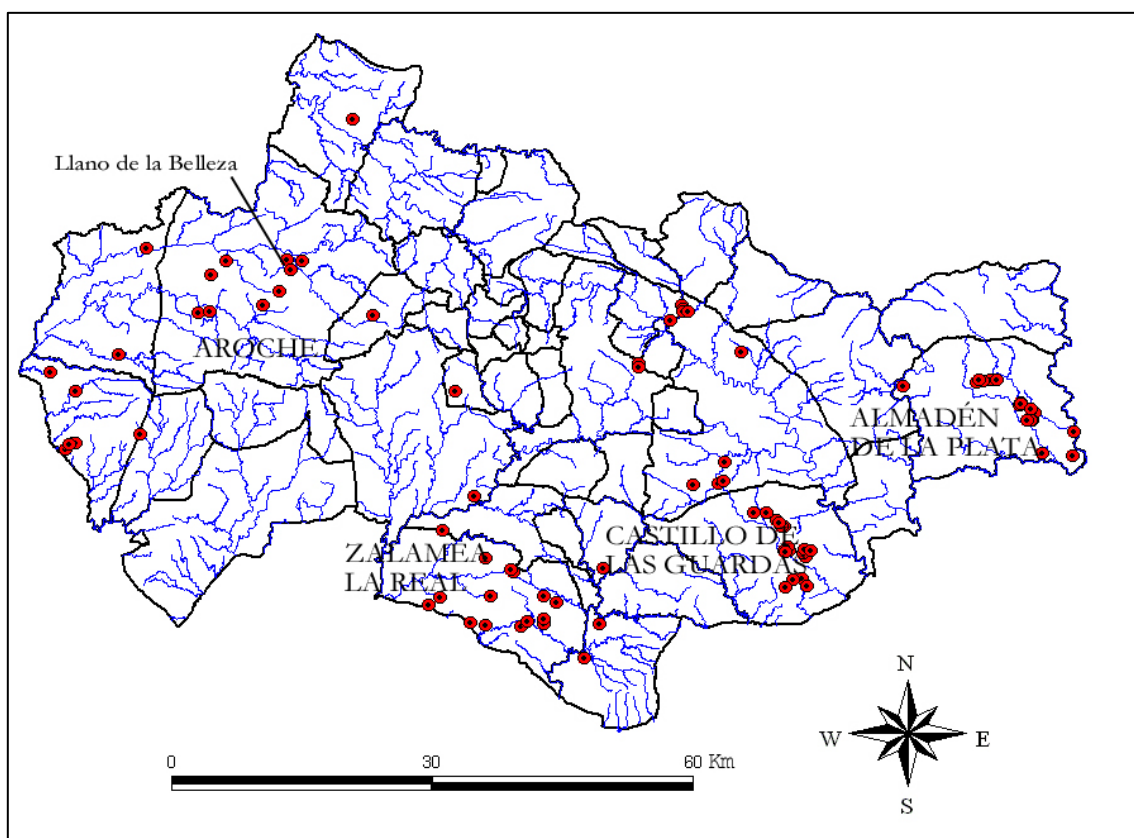 Llano de la Belleza
AROCHE
ALMADÉN
DE LA PLATA
CASTILLO DE
LAS GUARDAS
ZALAMEA
LA REAL
N
W E
S
0 30 60 Km